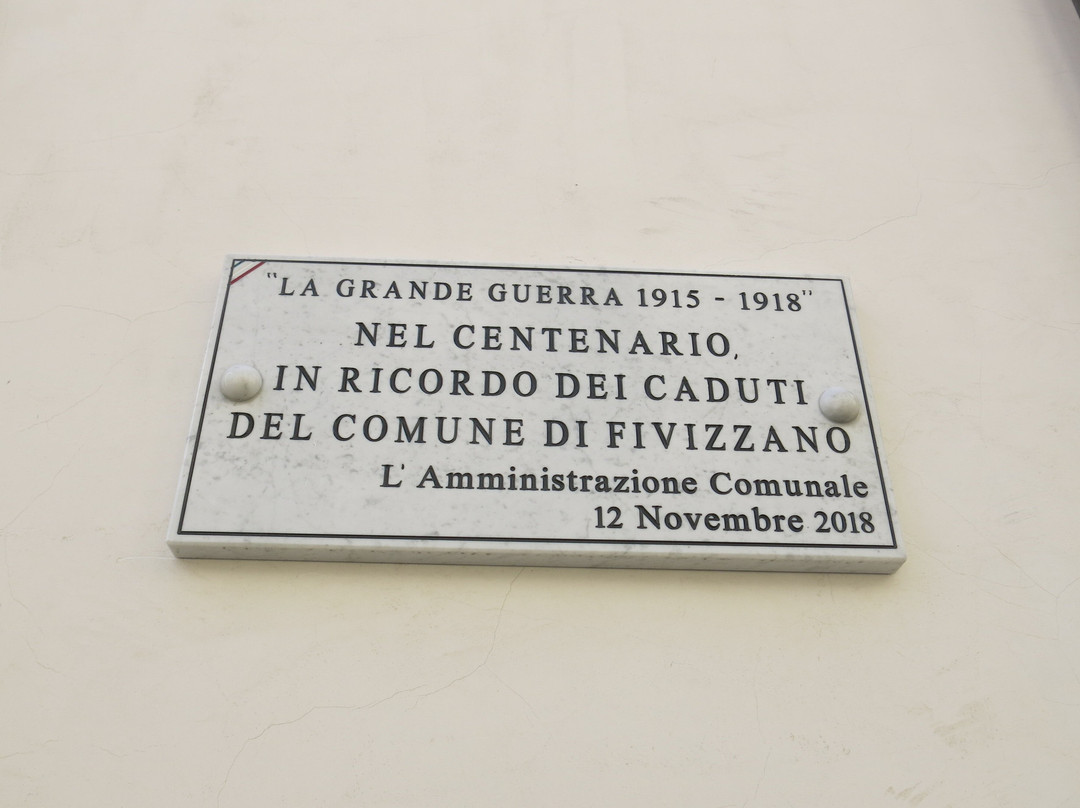 "LA GRANDE GUERRA 1915 - 1918"
NEL CENTENARIO,
IN RICORDO DEI CADUTI
DEL COMUNE DI FIVIZZANO
L' Amministrazione Comunale
12 Novembre 2018